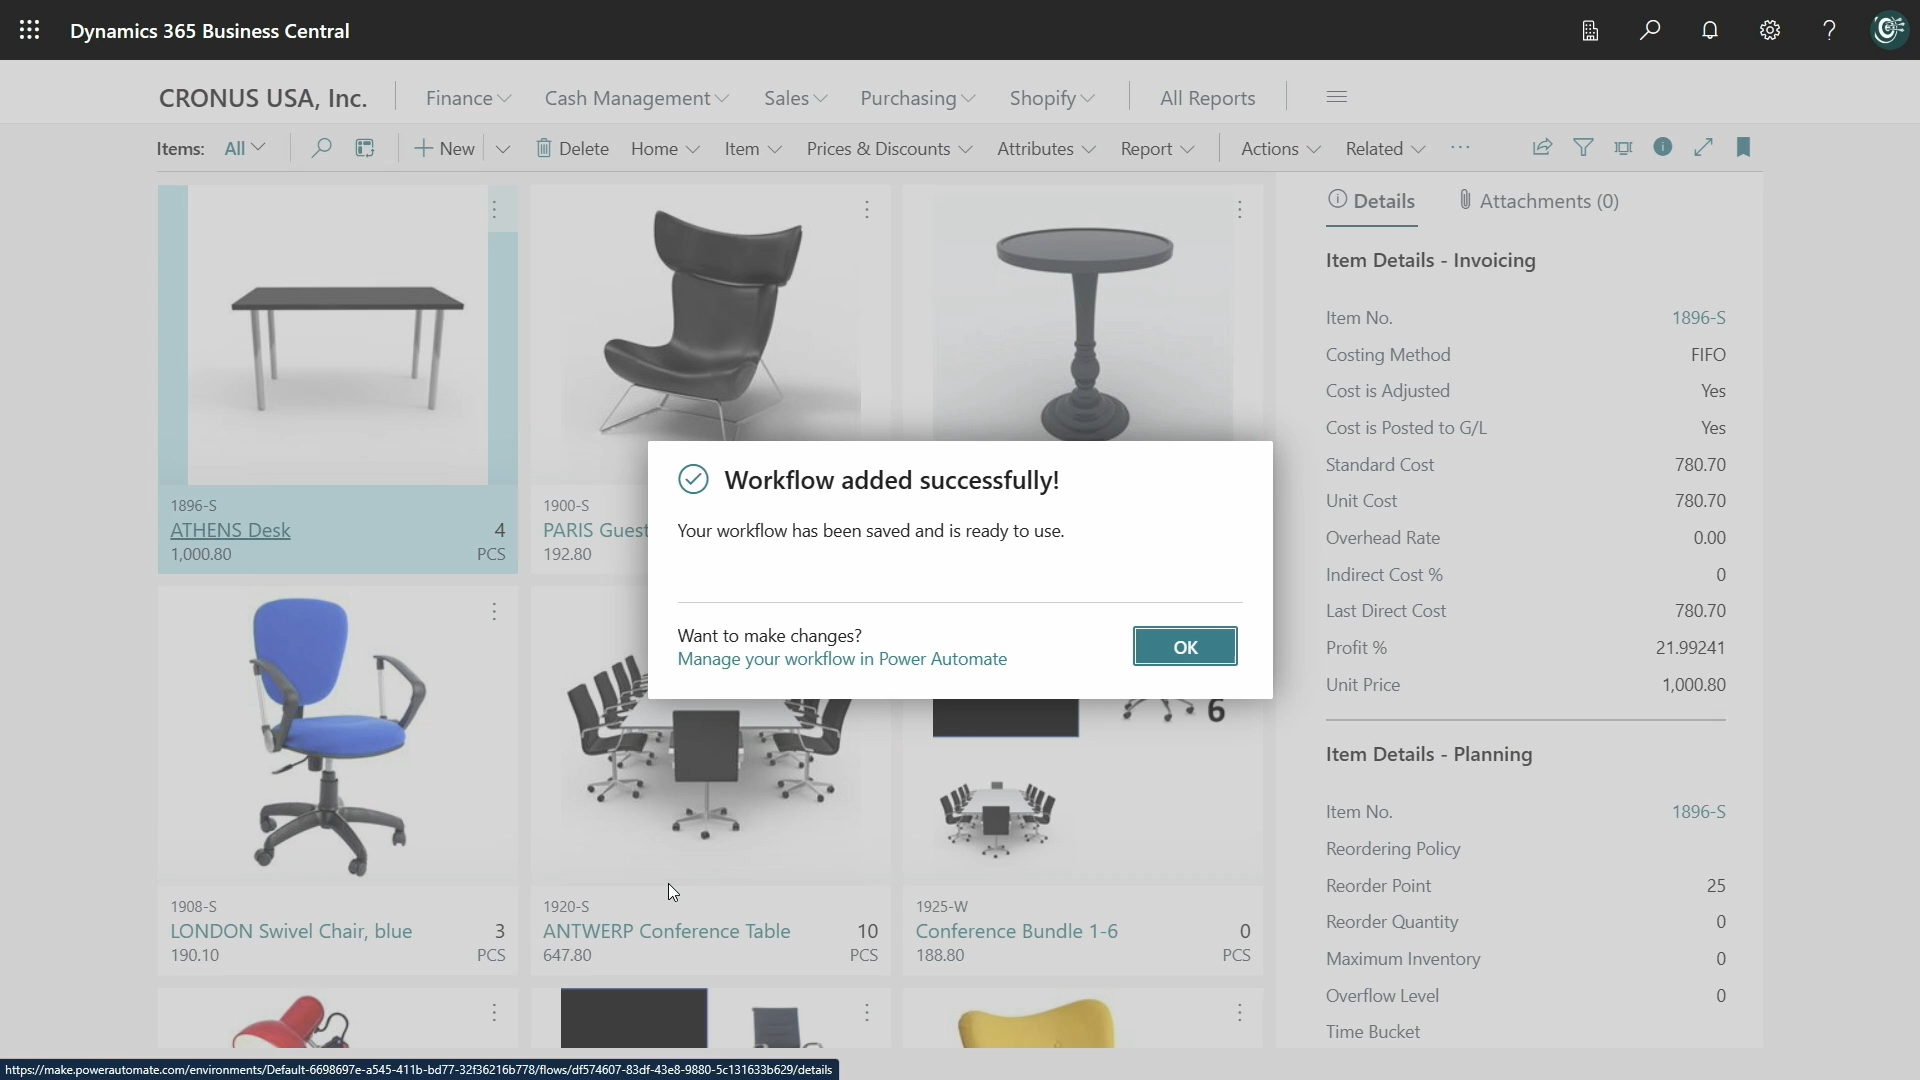 Dynamics 365 Business Central
?
CRONUS USA, Inc.
Finance
Cash Management
Sales
Purchasing
Shopify
All Reports
Items:
All
New
Delete
Home
Item
Prices & Discounts
Attributes
Report
Actions
Related
...
1896-S
ATHENS Desk
4
1,000.80
PCS
1900-S
PARIS Guest
192.80
Workflow added successfully!
Your workflow has been saved and is ready to use.
Want to make changes?
Manage your workflow in Power Automate
OK
6
1908-S
LONDON Swivel Chair, blue
3
190.10
PCS
1920-S
ANTWERP Conference Table
10
647.80
PCS
1925-W
Conference Bundle 1-6
0
188.80
PCS
Details
Attachments (0)
Item Details - Invoicing
Item No. 1896-S
Costing Method FIFO
Cost is Adjusted Yes
Cost is Posted to G/L Yes
Standard Cost 780.70
Unit Cost 780.70
Overhead Rate 0.00
Indirect Cost % 0
Last Direct Cost 780.70
Profit % 21.99241
Unit Price 1,000.80
Item Details - Planning
Item No. 1896-S
Reordering Policy
Reorder Point 25
Reorder Quantity 0
Maximum Inventory 0
Overflow Level 0
Time Bucket
https://make.powerautomate.com/environments/Default-6698697e-a545-411b-bd77-32f36216b778/flows/df574607-83df-43e8-9880-5c131633b629/details